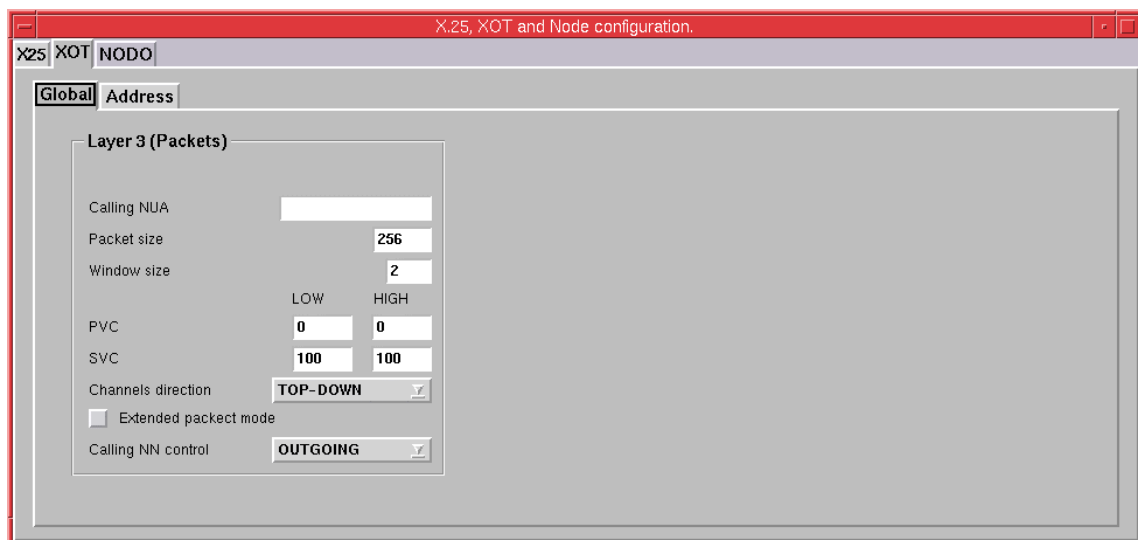 X.25, XOT and Node configuration.
X25 XOT NODO
Global Address
Layer 3 (Packets)
Calling NUA
Packet size 256
Window size 2
LOW HIGH
PVC 0 0
SVC 100 100
Channels direction TOP-DOWN
Extended packect mode
Calling NN control OUTGOING